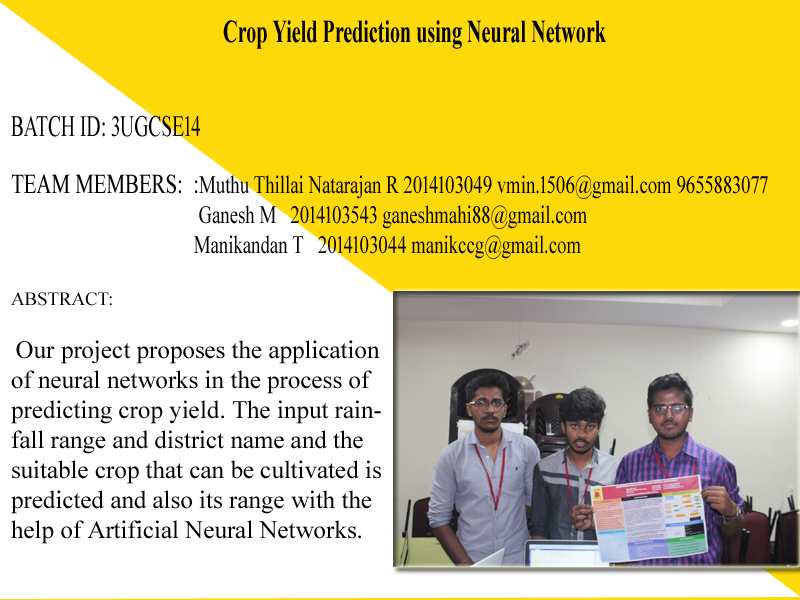 Crop Yield Prediction using Neural Network
BATCH ID: 3UGCSE14
TEAM MEMBERS: :Muthu Thillai Natarajan R 2014103049 vmin.1506@gmail.com 9655883077
Ganesh M 2014103543 ganeshmahi88@gmail.com
Manikandan T 2014103044 manikccg@gmail.com
ABSTRACT:
Our project proposes the application
of neural networks in the process of
predicting crop yield. The input rain-
fall range and district name and the
suitable crop that can be cultivated is
predicted and also its range with the
help of Artificial Neural Networks.